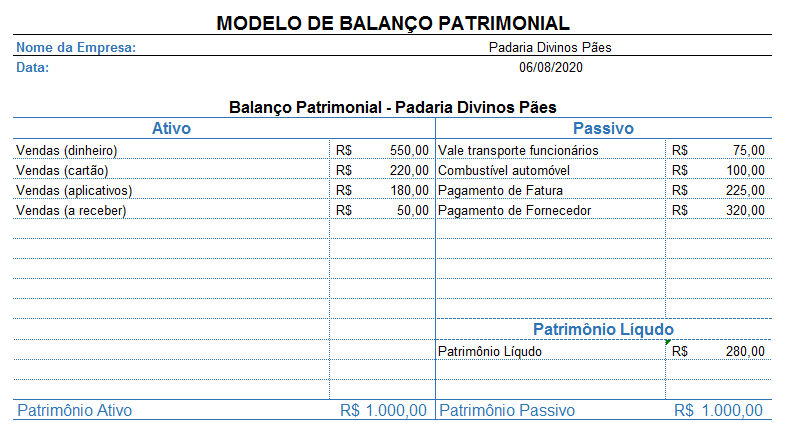 MODELO DE BALANÇO PATRIMONIAL
Nome da Empresa: Padaria Divinos Pães
Data: 06/08/2020
Balanço Patrimonial - Padaria Divinos Pães
Ativo Passivo
Vendas (dinheiro) R$ 550,00 Vale transporte funcionários R$ 75,00
Vendas (cartão) R$ 220,00 Combustível automóvel R$ 100,00
Vendas (aplicativos) R$ 180,00 Pagamento de Fatura R$ 225,00
Vendas (a receber) R$ 50,00 Pagamento de Fornecedor R$ 320,00
Patrimônio Líqudo
Patrimônio Líqudo R$ 280,00
Patrimônio Ativo R$ 1.000,00 Patrimônio Passivo R$ 1.000,00